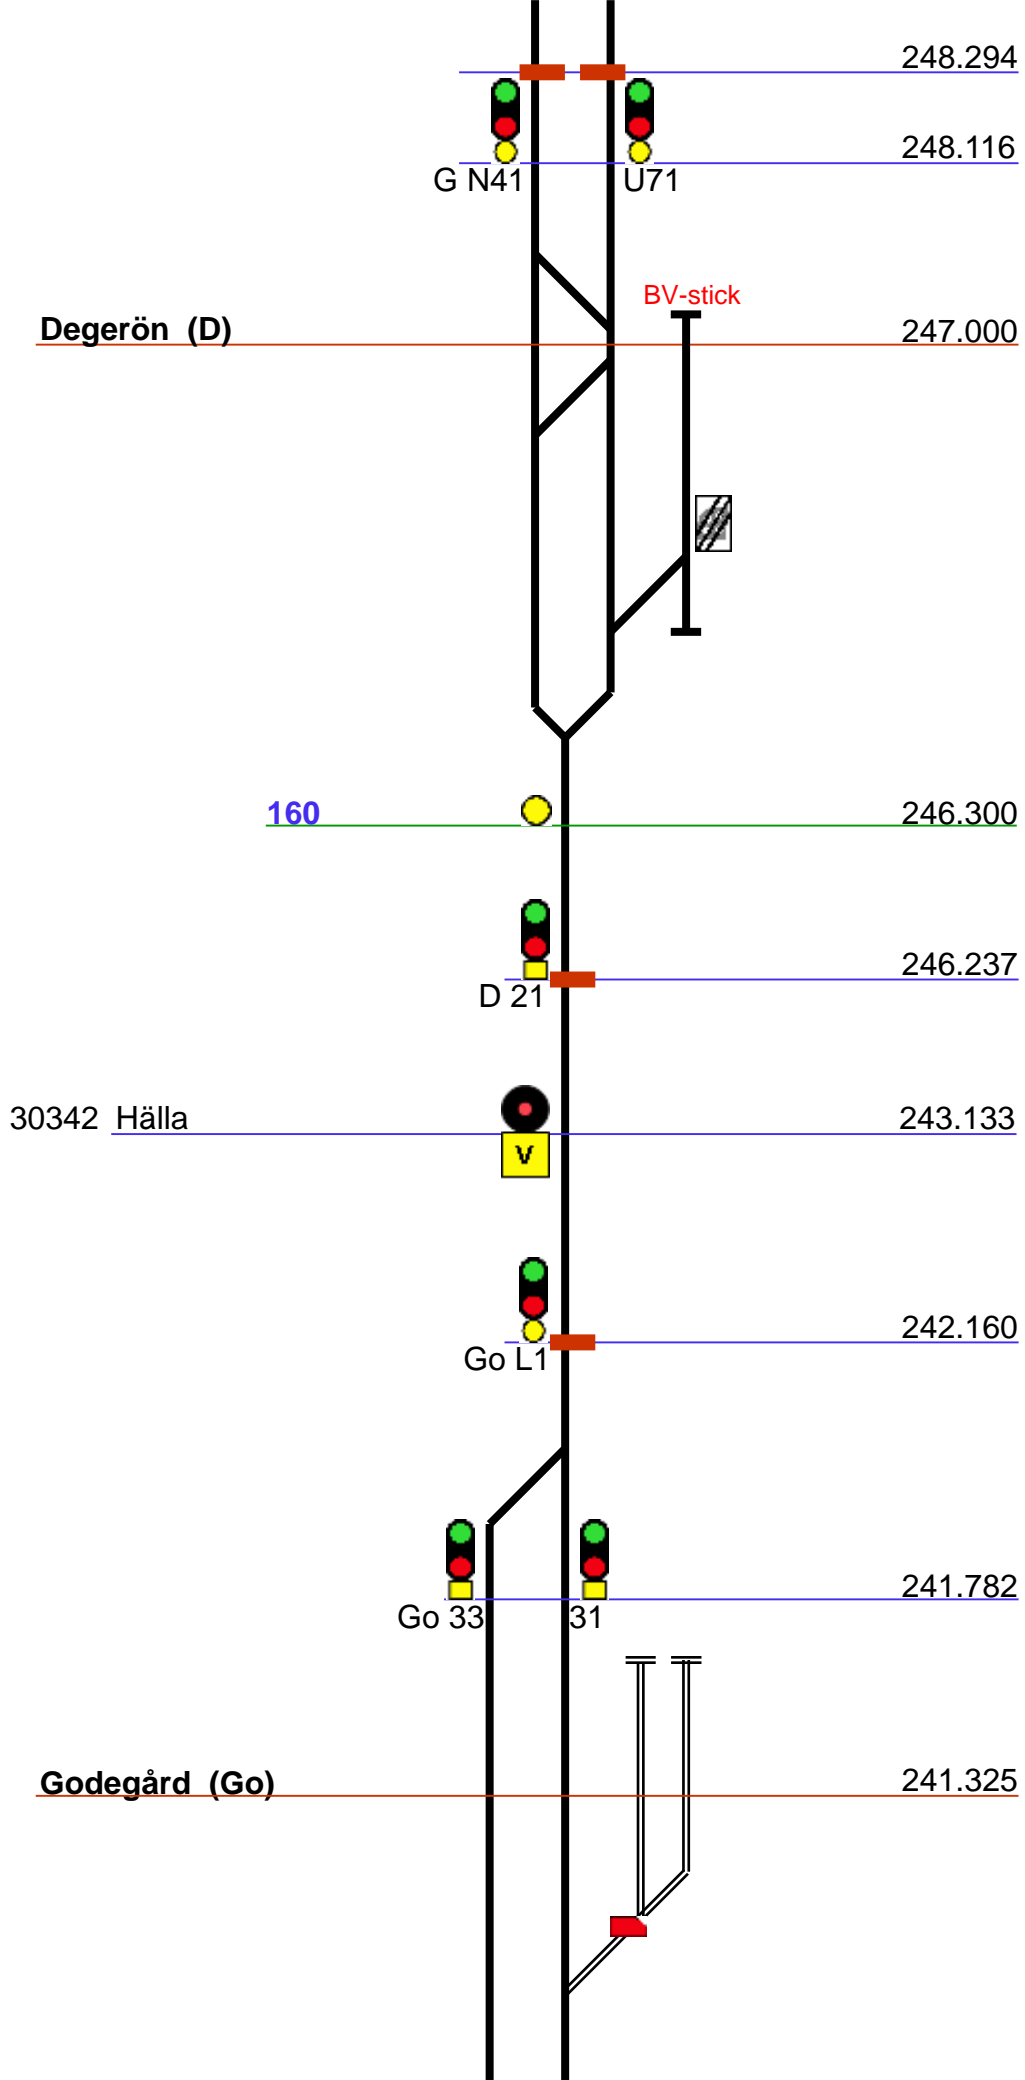 248.294
248.116
G N41 U71
BV-stick
Degerön (D) 247.000
160 246.300
246.237
D 21
30342 Hälla 243.133
V
242.160
Go L1
241.782
Go 33 31
Godegård (Go) 241.325